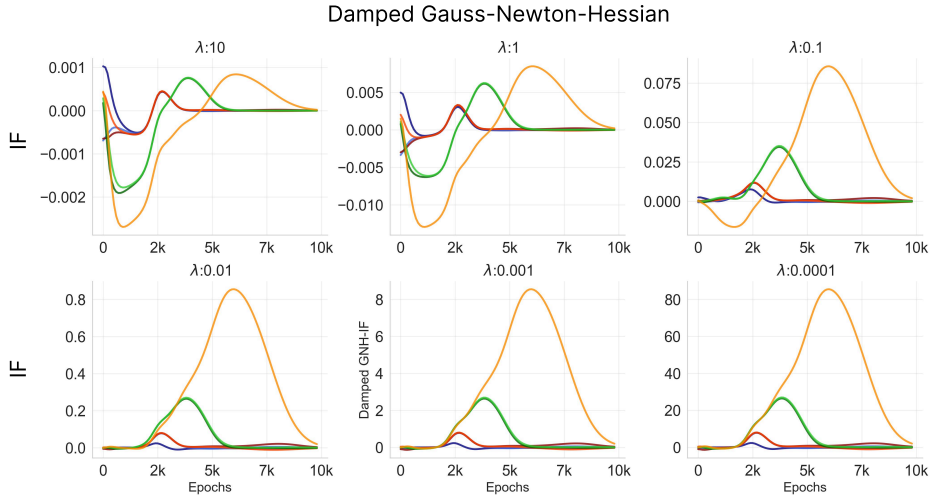 Damped Gauss-Newton-Hessian
λ:10
λ:1
λ:0.1
IF
0.001
0.000
−0.001
−0.002
0.005
0.000
−0.005
−0.010
0.075
0.050
0.025
0.000
0 2k 5k 7k 10k
0 2k 5k 7k 10k
0 2k 5k 7k 10k
λ:0.01
λ:0.001
λ:0.0001
IF
0.8
0.6
0.4
0.2
0.0
Damped GNH-IF
8
6
4
2
0
80
60
40
20
0
0 2k 5k 7k 10k
0 2k 5k 7k 10k
0 2k 5k 7k 10k
Epochs
Epochs
Epochs